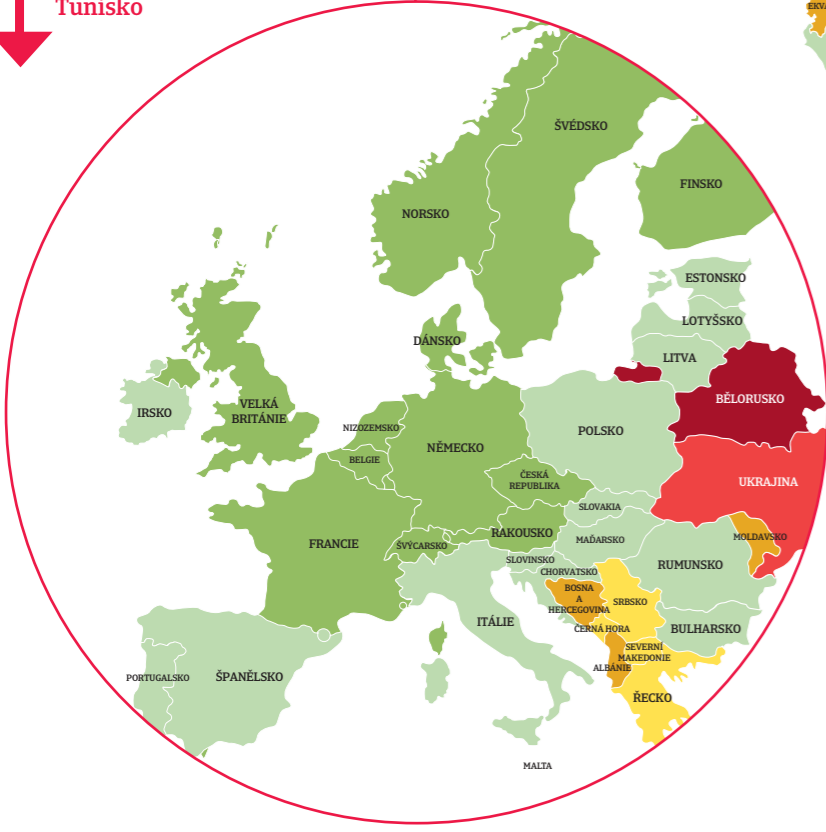 Tunisko
ŠVÉDSKO
FINSKO
NORSKO
ESTONSKO
LOTYŠSKO
DÁNSKO
LITVA
BĚLORUSKO
IRSKO
VELKÁ
BRITÁNIE
NIZOZEMSKO
POLSKO
NĚMECKO
BELGIE
ČESKÁ
REPUBLIKA
UKRAJINA
SLOVAKIA
RAKOUSKO
MOLDAVSKO
FRANCIE
ŠVÝCARSKO
MAĎARSKO
SLOVINSKO
RUMUNSKO
CHORVATSKO
BOSNA
A
HERCEGOVINA
SRBSKO
ITÁLIE
ČERNÁ HORA
BULHARSKO
SEVERNÍ
MAKEDONIE
ALBÁNIE
PORTUGALSKO
ŠPANĚLSKO
ŘECKO
MALTA